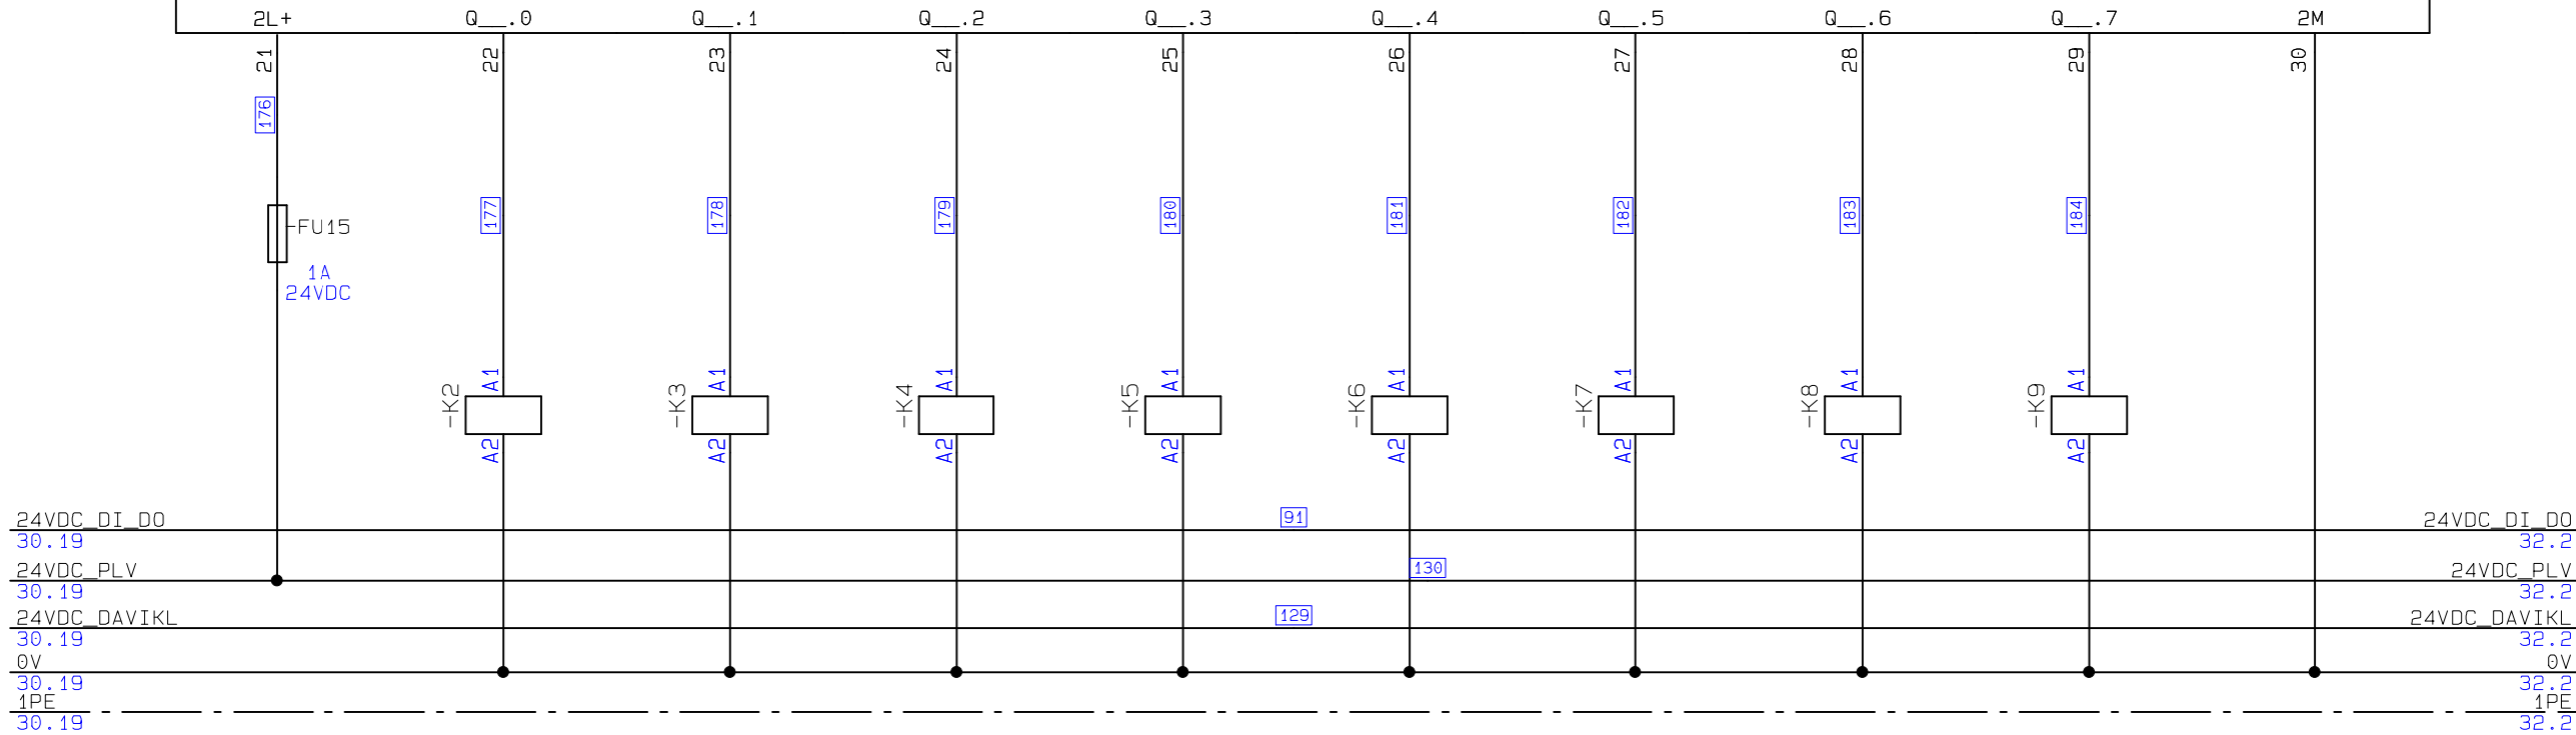 2L+ Q__.0 Q__.1 Q__.2 Q__.3 Q__.4 Q__.5 Q__.6 Q__.7 2M
21 22 23 24 25 26 27 28 29 30
176
177 178 179 180 181 182 183 184
-FU15
1A
24VDC
A1 A1 A1 A1 A1 A1 A1 A1
-K2 -K3 -K4 -K5 -K6 -K7 -K8 -K9
A2 A2 A2 A2 A2 A2 A2 A2
24VDC_DI_DO 91 24VDC_DI_DO
30.19 32.2
24VDC_PLV 130 24VDC_PLV
30.19 32.2
24VDC_DAVIKL 129 24VDC_DAVIKL
30.19 32.2
0V 0V
30.19 32.2
1PE 1PE
30.19 32.2